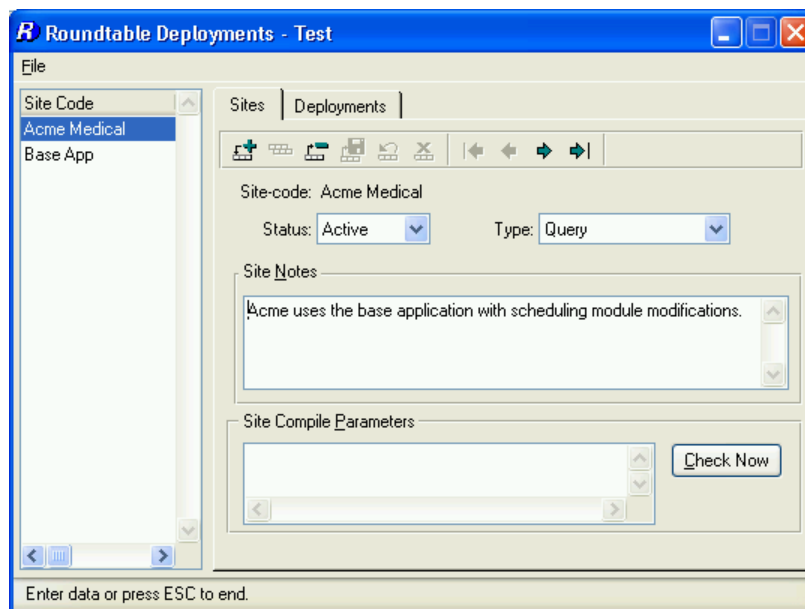 Roundtable Deployments - Test
File
Site Code
Acme Medical
Base App
Sites
Deployments
Site-code: Acme Medical
Status: Active
Type: Query
Site Notes
Acme uses the base application with scheduling module modifications.
Site Compile Parameters
Check Now
Enter data or press ESC to end.